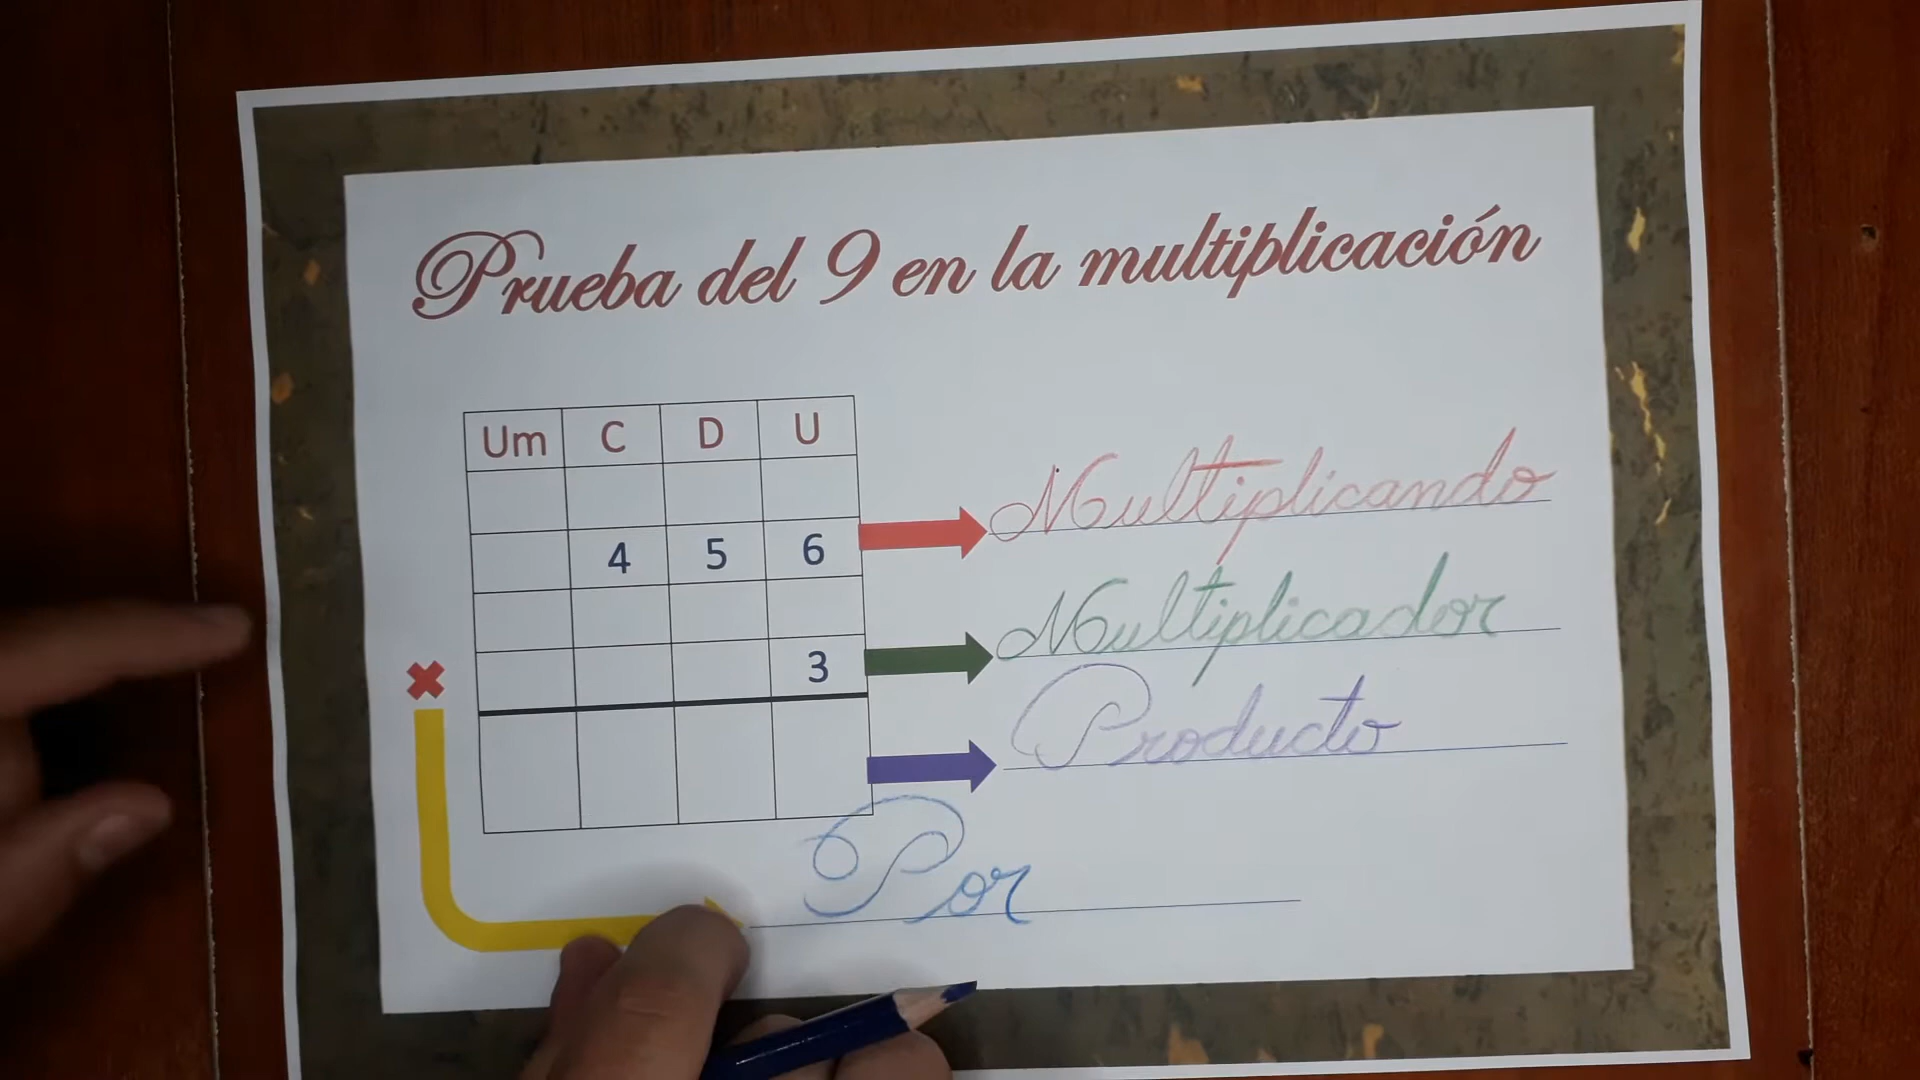 Prueba del 9 en la multiplicación
Um C D U
4 5 6
Multiplicando
3
Multiplicador
Producto
Por